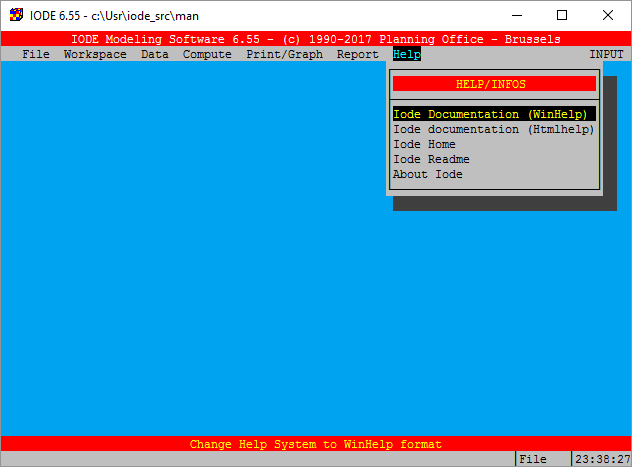 IODE 6.55 - c:\Usr\iode_src\man
IODE Modeling Software 6.55 - (c) 1990-2017 Planning Office - Brussels
File Workspace Data Compute Print/Graph Report Help INPUT
HELP/INFOS
Iode Documentation (WinHelp)
Iode documentation (Htmlhelp)
Iode Home
Iode Readme
About Iode
Change Help System to WinHelp format
File 23:38:27